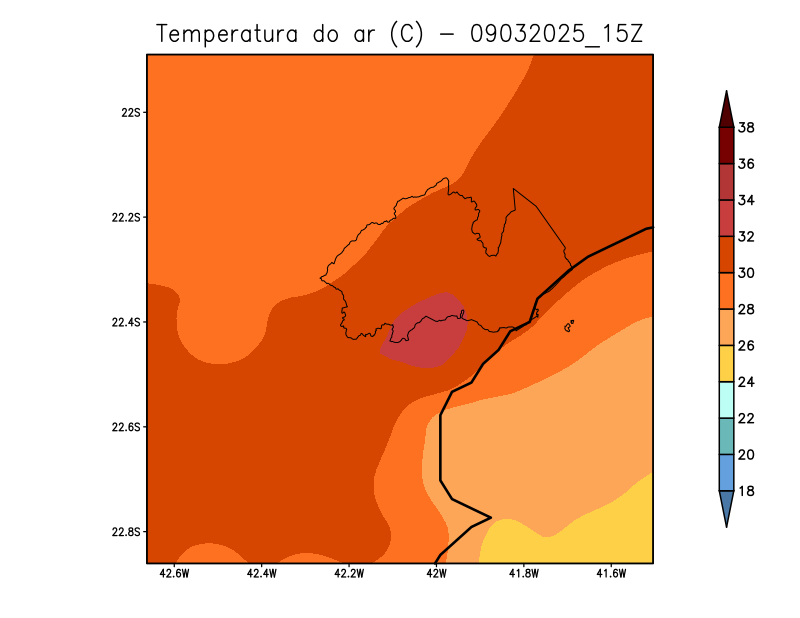 Temperatura do ar (C) - 09032025_15Z
22S
22.2S
22.4S
22.6S
22.8S
42.6W
42.4W
42.2W
42W
41.8W
41.6W
38
36
34
32
30
28
26
24
22
20
18